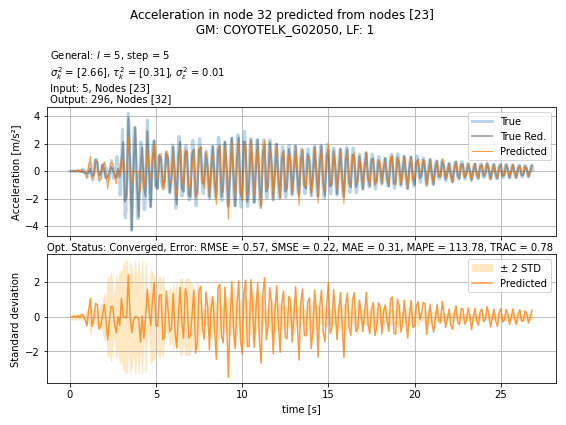 Acceleration in node 32 predicted from nodes [23]
GM: COYOTELK_G02050, LF: 1
General: l = 5, step = 5
σ²ₖ = [2.66], τ²ₖ = [0.31], σ²ε = 0.01
Input: 5, Nodes [23]
Output: 296, Nodes [32]
Acceleration [m/s²]
4
2
0
−2
−4
True
True Red.
Predicted
Opt. Status: Converged, Error: RMSE = 0.57, SMSE = 0.22, MAE = 0.31, MAPE = 113.78, TRAC = 0.78
Standard deviation
2
0
−2
± 2 STD
Predicted
0 5 10 15 20 25
time [s]